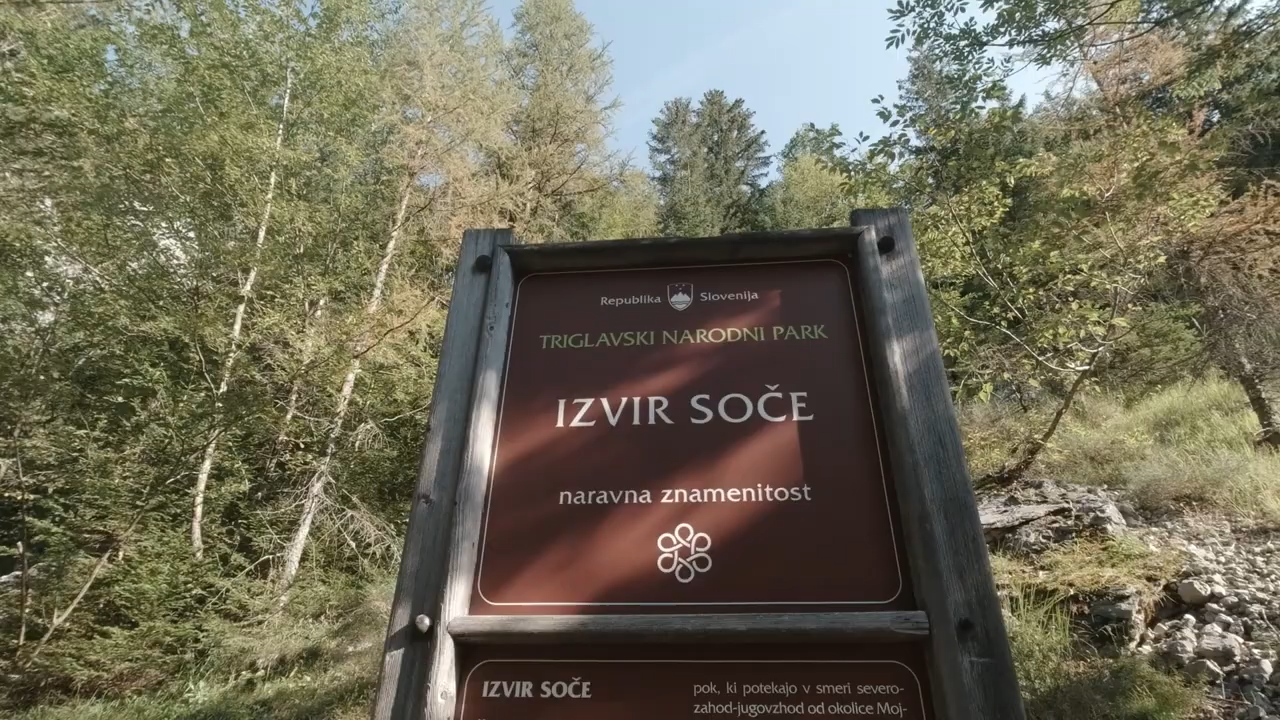 Republika Slovenija
TRIGLAVSKI NARODNI PARK
IZVIR SOČE
naravna znamenitost
IZVIR SOČE
pok, ki potekajo v smeri severo-
zahod-jugovzhod od okolice Moj-